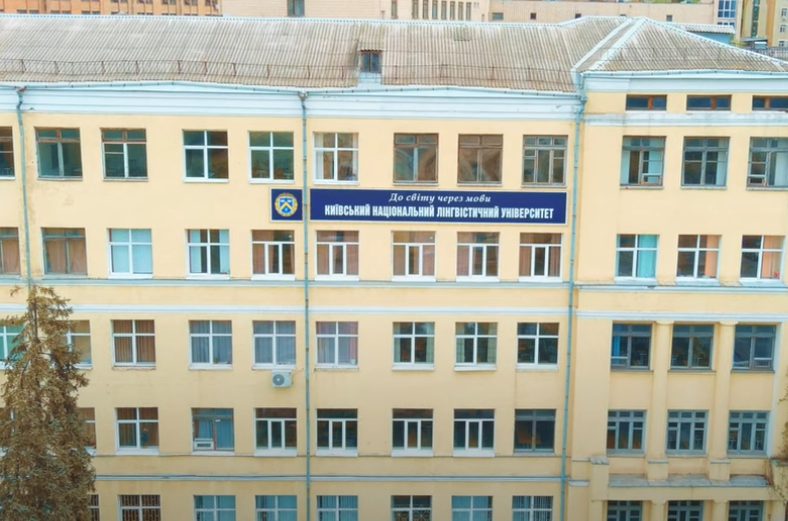 До світу через мови
КИЇВСЬКИЙ НАЦІОНАЛЬНИЙ ЛІНГВІСТИЧНИЙ УНІВЕРСИТЕТ